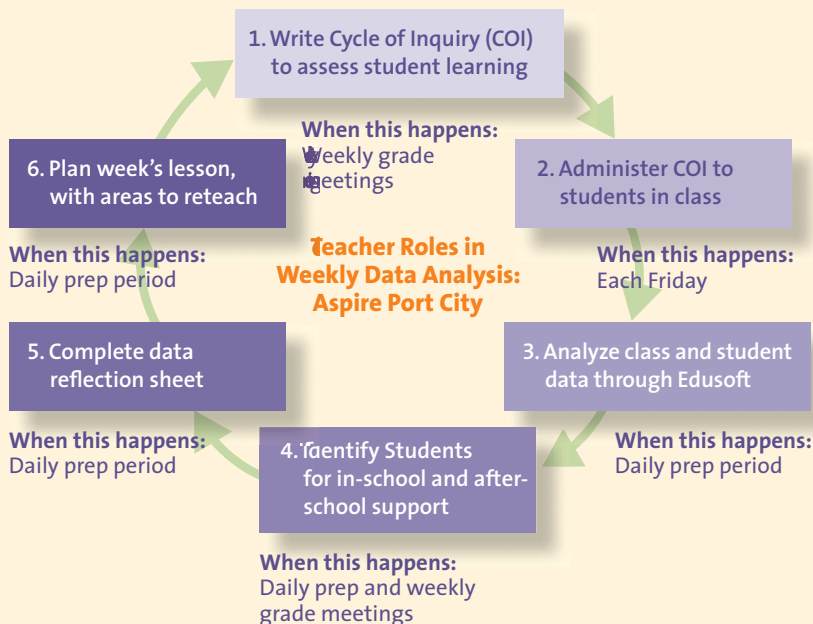 1. Write Cycle of Inquiry (COI)
to assess student learning
When this happens:
Weekly grade
meetings
2. Administer COI to
students in class
When this happens:
Each Friday
3. Analyze class and student
data through Edusoft
When this happens:
Daily prep period
4. Identify Students
for in-school and after-
school support
When this happens:
Daily prep and weekly
grade meetings
5. Complete data
reflection sheet
When this happens:
Daily prep period
6. Plan week's lesson,
with areas to reteach
When this happens:
Daily prep period
Teacher Roles in
Weekly Data Analysis:
Aspire Port City